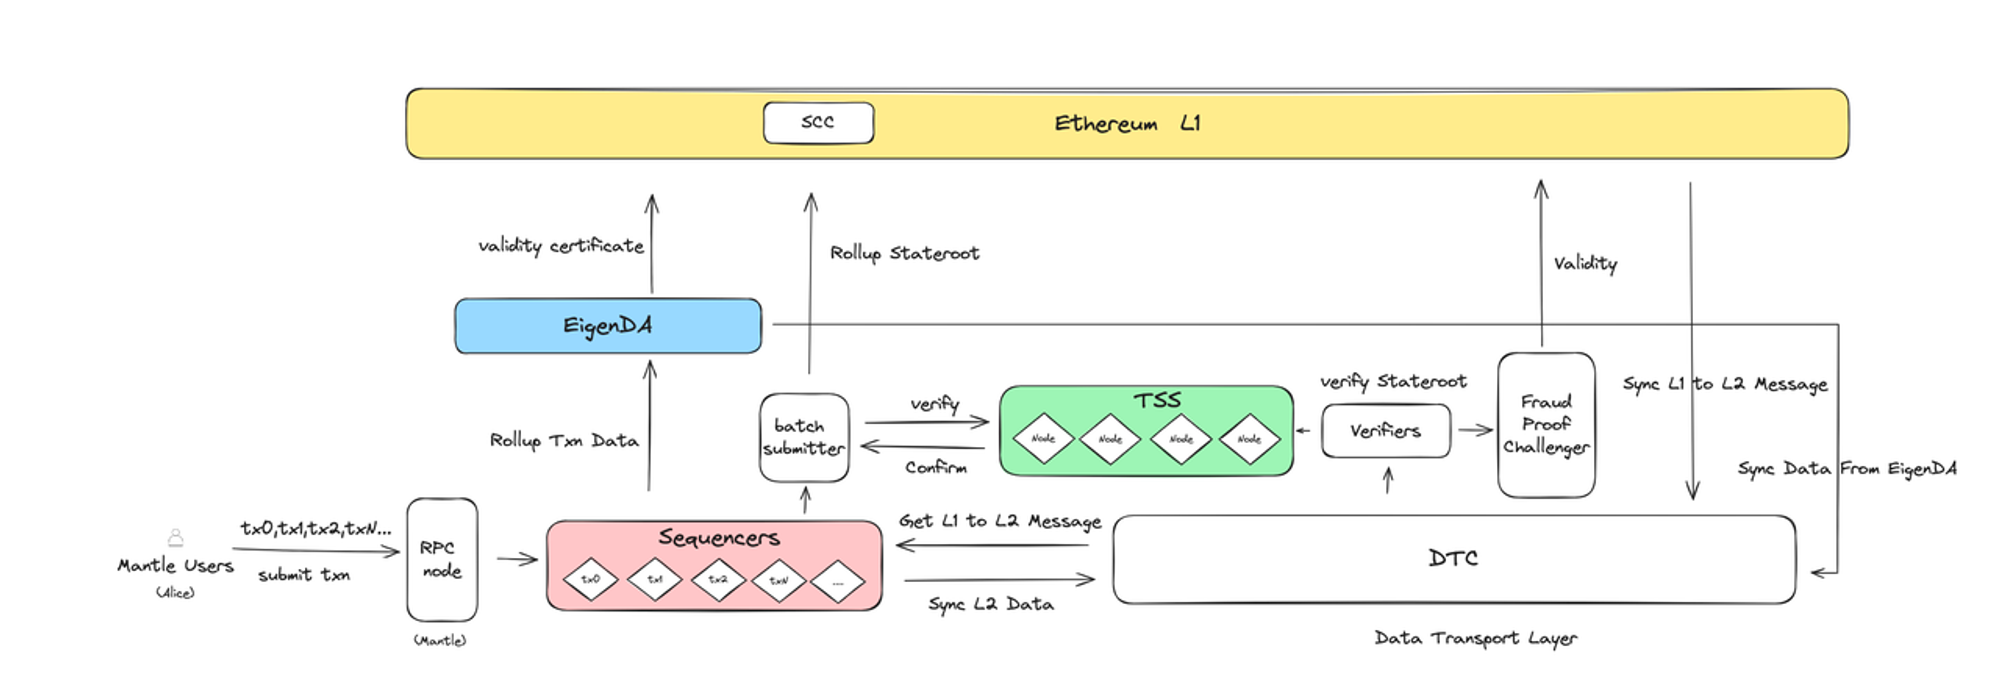 SCC
Ethereum L1
validity certificate
Rollup Stateroot
Validity
EigenDA
Sync L1 to L2 Message
Sync Data From EigenDA
Rollup Txn Data
batch
submitter
verify
Confirm
TSS
Node
Node
Node
Node
verify Stateroot
Verifiers
Fraud
Proof
Challenger
tx0,tx1,tx2,txN...
submit txn
Mantle Users
(Alice)
RPC
node
(Mantle)
Sequencers
tx0
tx1
tx2
txN
....
Get L1 to L2 Message
Sync L2 Data
DTC
Data Transport Layer